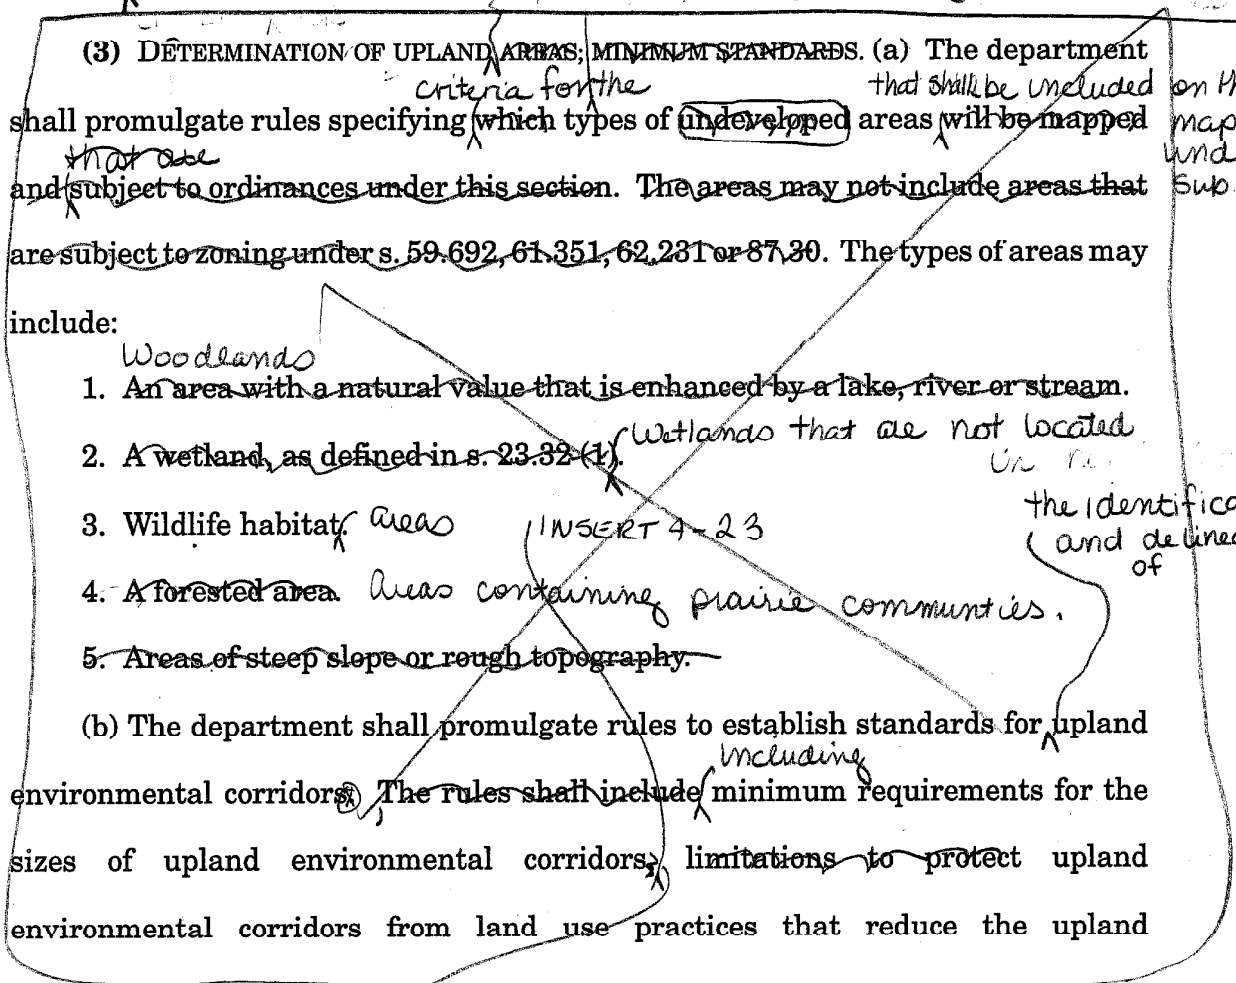 (3) DETERMINATION OF UPLAND AREAS; MINIMUM STANDARDS. (a) The department
criteria for the that shall be included on
shall promulgate rules specifying which types of undeveloped areas will be mapped map
that are und
and subject to ordinances under this section. The areas may not include areas that sub.
are subject to zoning under s. 59.692, 61.351, 62.231 or 87.30. The types of areas may
include:
Woodlands
1. An area with a natural value that is enhanced by a lake, river or stream.
Wetlands that are not located
2. A wetland, as defined in s. 23.32 (1).
in
the identifica
3. Wildlife habitat. areas INSERT 4-23
and delinea
of
4. A forested area. Areas containing prairie communties.
5. Areas of steep slope or rough topography.
(b) The department shall promulgate rules to establish standards for upland
including
environmental corridors. The rules shall include minimum requirements for the
sizes of upland environmental corridors, limitations to protect upland
environmental corridors from land use practices that reduce the upland